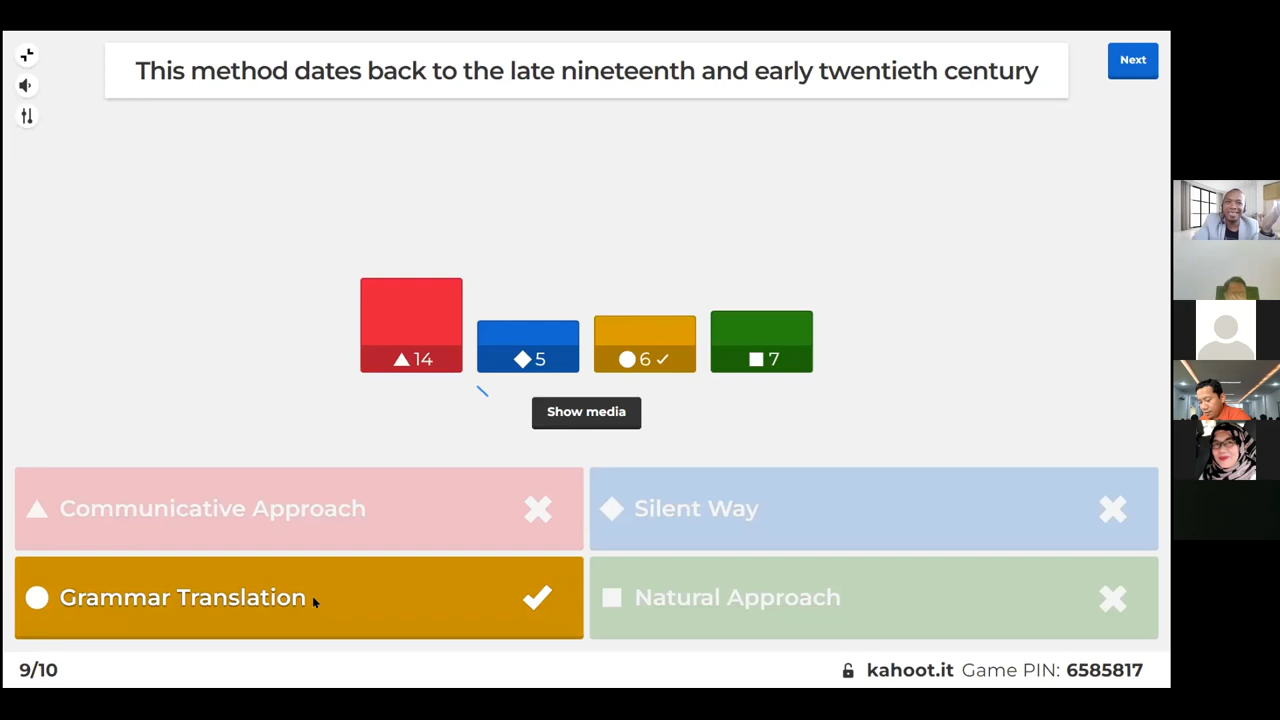 This method dates back to the late nineteenth and early twentieth century
Next
14
5
6
7
Show media
Communicative Approach
Silent Way
Grammar Translation
Natural Approach
9/10
kahoot.it Game PIN: 6585817